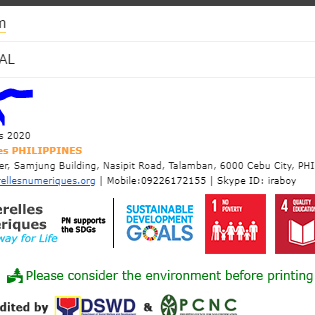 m
AL
s 2020
es PHILIPPINES
er, Samjung Building, Nasipit Road, Talamban, 6000 Cebu City, PHI
rellesnumeriques.org | Mobile:09226172155 | Skype ID: iraboy
erelles
ériques
way for Life
PN supports
the SDGs
SUSTAINABLE
DEVELOPMENT
GOALS
1 NO
POVERTY
4 QUALITY
EDUCATIO
Please consider the environment before printing
dited by DSWD & PCNC